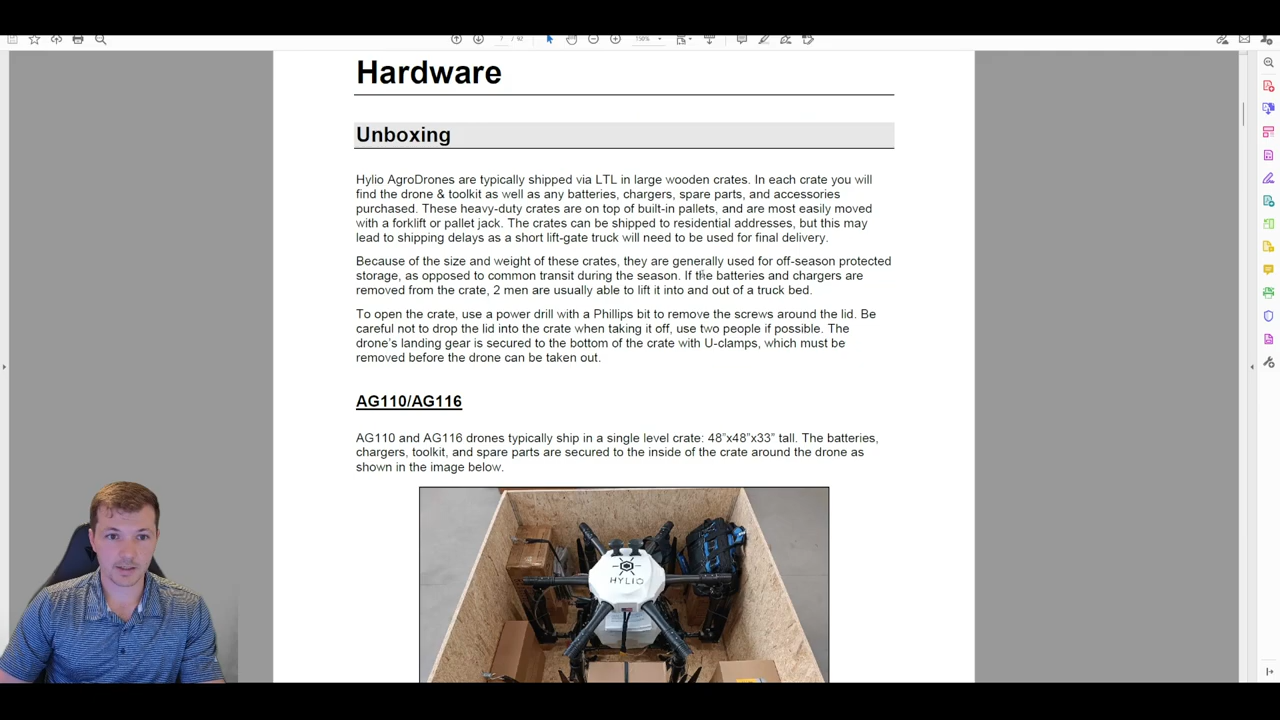 7 / 92
150%
Hardware
Unboxing
Hylio AgroDrones are typically shipped via LTL in large wooden crates. In each crate you will
find the drone & toolkit as well as any batteries, chargers, spare parts, and accessories
purchased. These heavy-duty crates are on top of built-in pallets, and are most easily moved
with a forklift or pallet jack. The crates can be shipped to residential addresses, but this may
lead to shipping delays as a short lift-gate truck will need to be used for final delivery.
Because of the size and weight of these crates, they are generally used for off-season protected
storage, as opposed to common transit during the season. If the batteries and chargers are
removed from the crate, 2 men are usually able to lift it into and out of a truck bed.
To open the crate, use a power drill with a Phillips bit to remove the screws around the lid. Be
careful not to drop the lid into the crate when taking it off, use two people if possible. The
drone's landing gear is secured to the bottom of the crate with U-clamps, which must be
removed before the drone can be taken out.
AG110/AG116
AG110 and AG116 drones typically ship in a single level crate: 48”x48”x33” tall. The batteries,
chargers, toolkit, and spare parts are secured to the inside of the crate around the drone as
shown in the image below.
HYLIO